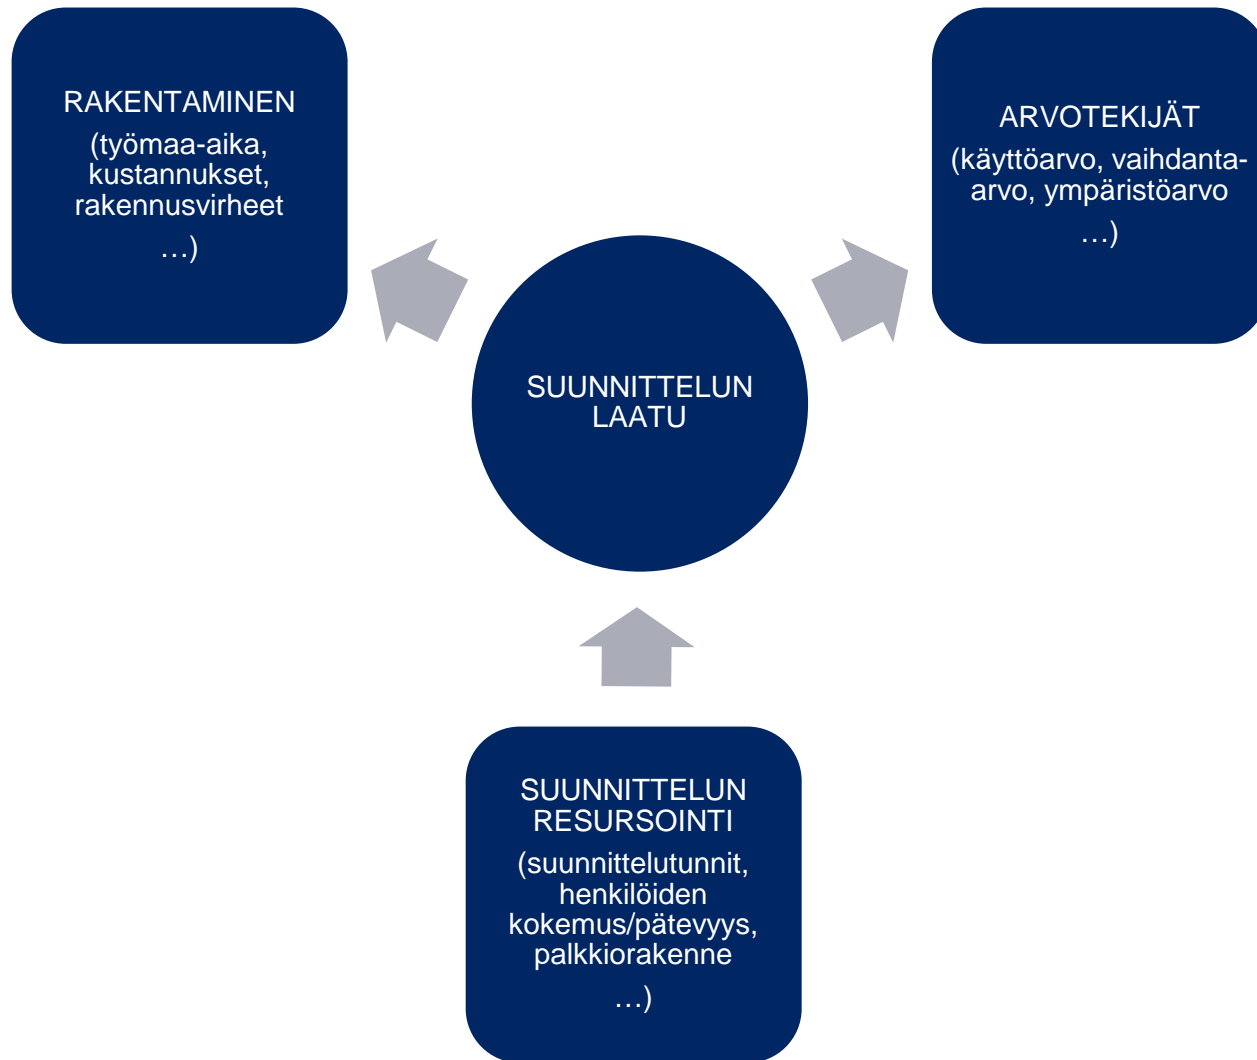 RAKENTAMINEN
(työmaa-aika,
kustannukset,
rakennusvirheet
…)
ARVOTEKIJÄT
(käyttöarvo, vaihdanta-
arvo, ympäristöarvo
…)
SUUNNITTELUN
LAATU
SUUNNITTELUN
RESURSOINTI
(suunnittelutunnit,
henkilöiden
kokemus/pätevyys,
palkkiorakenne
…)